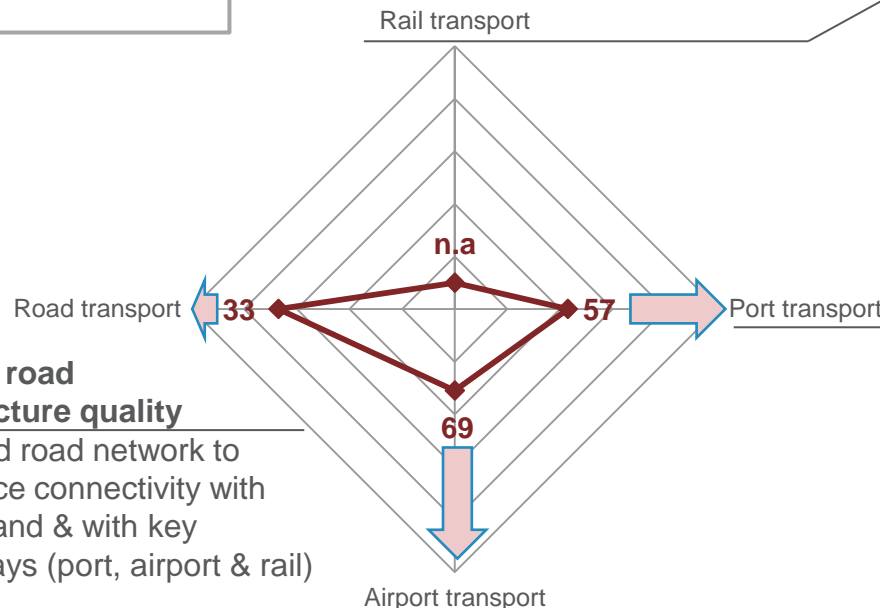 Rail transport
n.a
Road transport
33
57
Port transport
road
cture quality
d road network to
69
ce connectivity with
and & with key
ays (port, airport & rail)
Airport transport